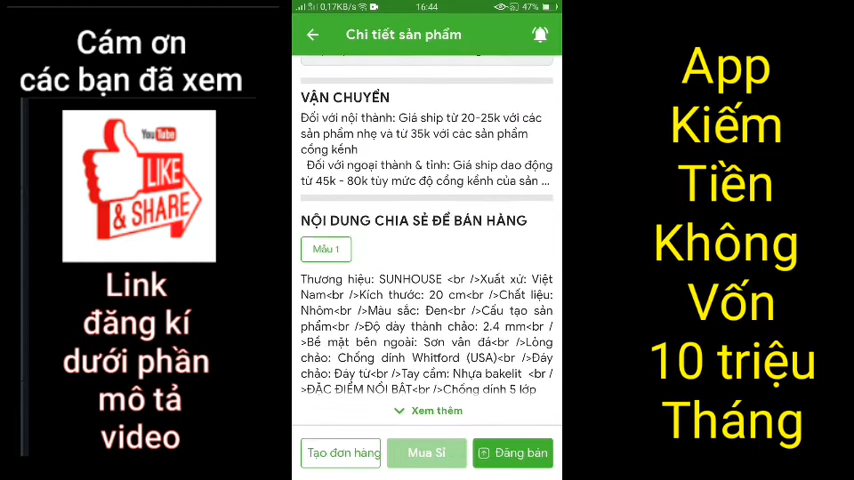 Cám ơn
các bạn đã xem
YouTube
LIKE
& SHARE
Link
đăng kí
dưới phần
mô tả
video
0,17KB/s
16:44
47%
Chi tiết sản phẩm
VẬN CHUYỂN
Đối với nội thành: Giá ship từ 20-25k với các
sản phẩm nhẹ và từ 35k với các sản phẩm
cồng kềnh
Đối với ngoại thành & tỉnh: Giá ship dao động
từ 45k - 80k tùy mức độ cồng kềnh của sản ...
NỘI DUNG CHIA SẺ ĐỂ BÁN HÀNG
Mẫu 1
Thương hiệu: SUNHOUSE <br />Xuất xứ: Việt
Nam<br />Kích thước: 20 cm<br />Chất liệu:
Nhôm<br />Màu sắc: Đen<br />Cấu tạo sản
phẩm<br />Độ dày thành chảo: 2.4 mm<br /
>Bề mặt bên ngoài: Sơn vân đá<br />Lòng
chảo: Chống dính Whitford (USA)<br />Đáy
chảo: Đáy từ<br />Tay cầm: Nhựa bakelit <br /
>ĐẶC ĐIỂM NỔI BẬT<br />Chống dính 5 lớp
Xem thêm
Tạo đơn hàng
Mua Sỉ
Đăng bán
App
Kiếm
Tiền
Không
Vốn
10 triệu
Tháng